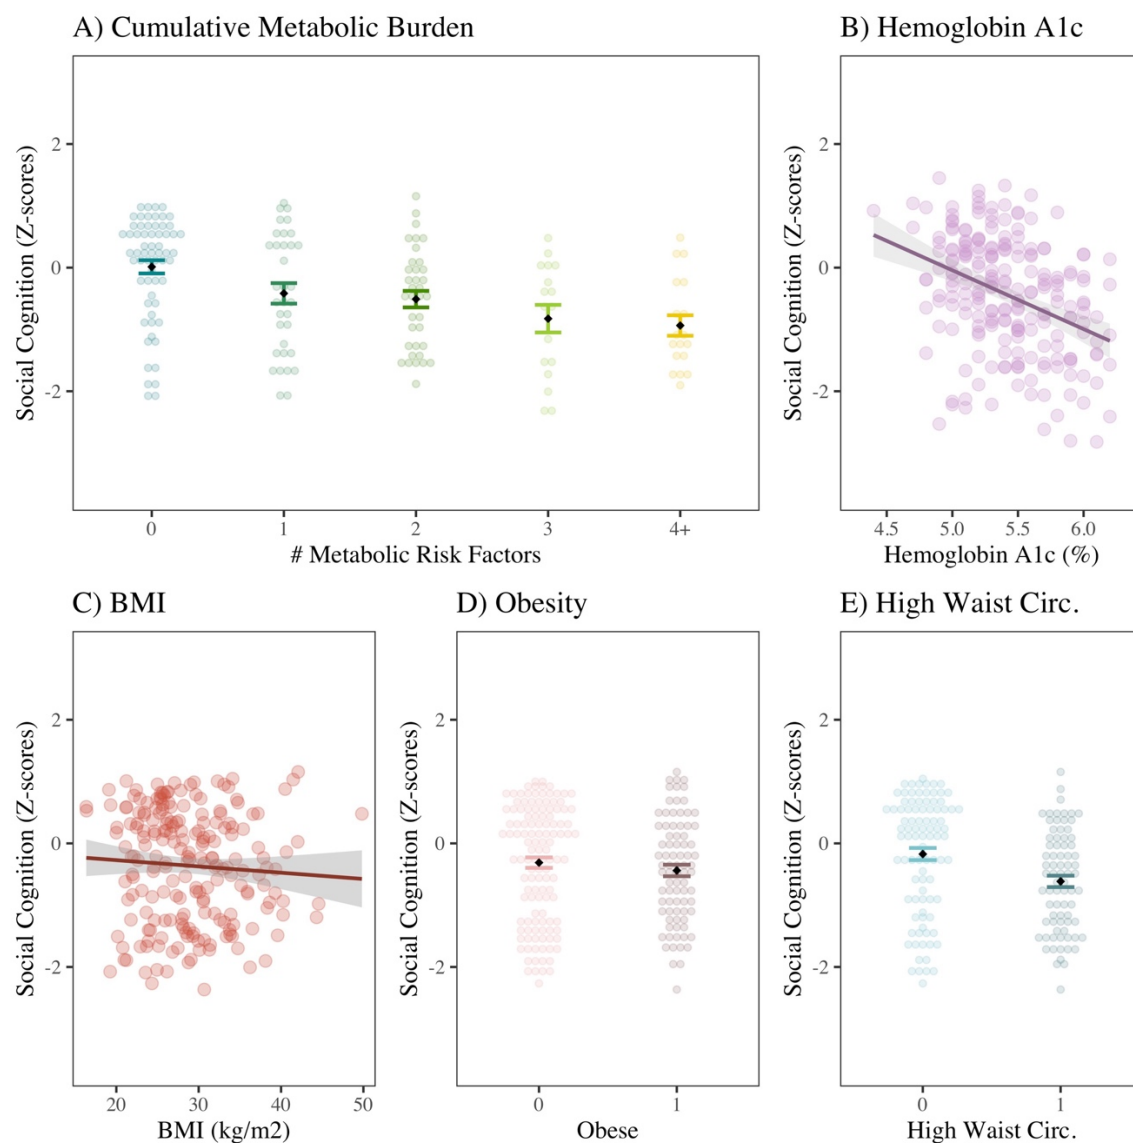 A) Cumulative Metabolic Burden
Social Cognition (Z-scores)
2
0
-2
0 1 2 3 4+
# Metabolic Risk Factors
B) Hemoglobin A1c
Social Cognition (Z-scores)
2
0
-2
4.5 5.0 5.5 6.0
Hemoglobin A1c (%)
C) BMI
Social Cognition (Z-scores)
2
0
-2
20 30 40 50
BMI (kg/m2)
D) Obesity
Social Cognition (Z-scores)
2
0
-2
0 1
Obese
E) High Waist Circ.
Social Cognition (Z-scores)
2
0
-2
0 1
High Waist Circ.